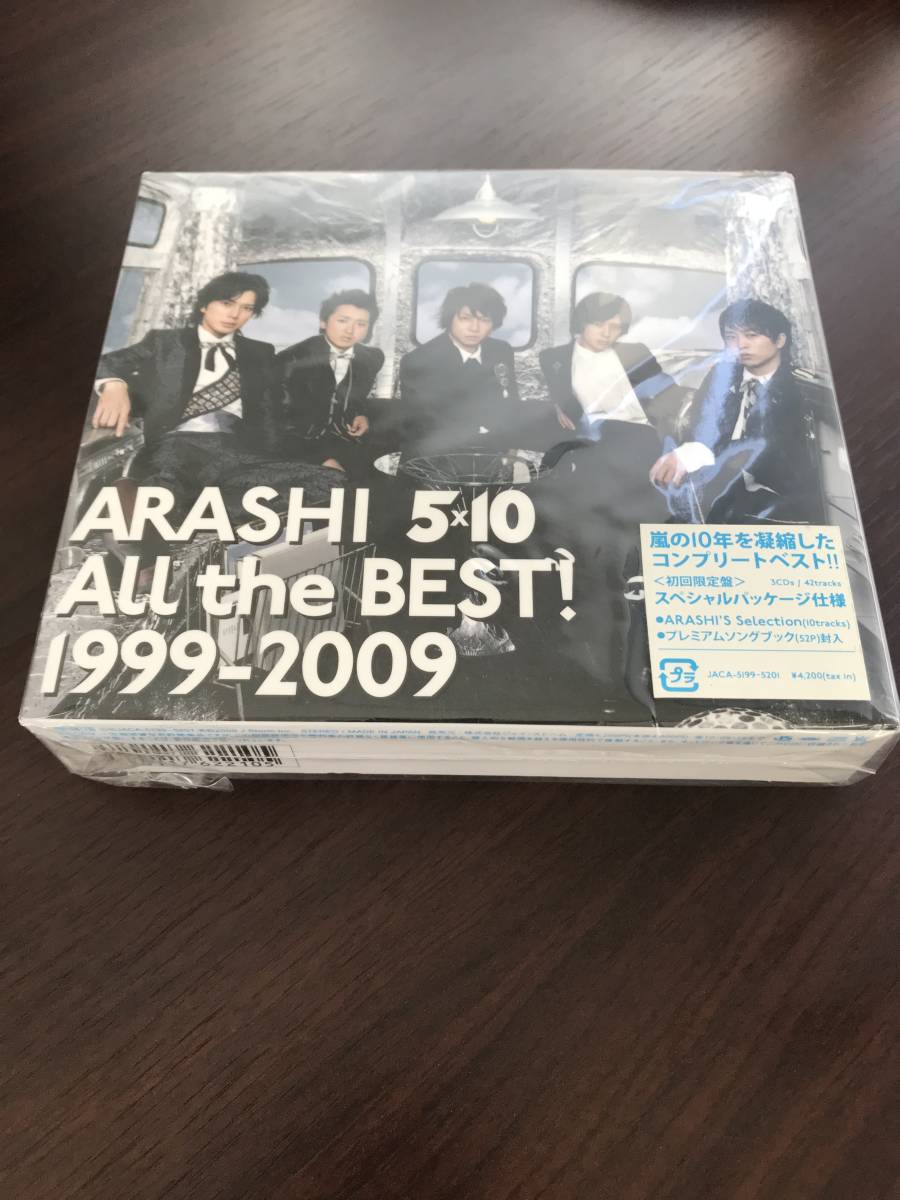 ARASHI 5×10
All the BEST!
1999-2009
嵐の10年を凝縮した
コンプリートベスト!!
<初回限定盤> 3CDs / 42tracks
スペシャルパッケージ仕様
●ARASHI'S Selection(10tracks)
●プレミアムソングブック(52P)封入
プラ JACA-5199-5201 ¥4,200(tax in)
STEREO / MADE IN JAPAN
622105